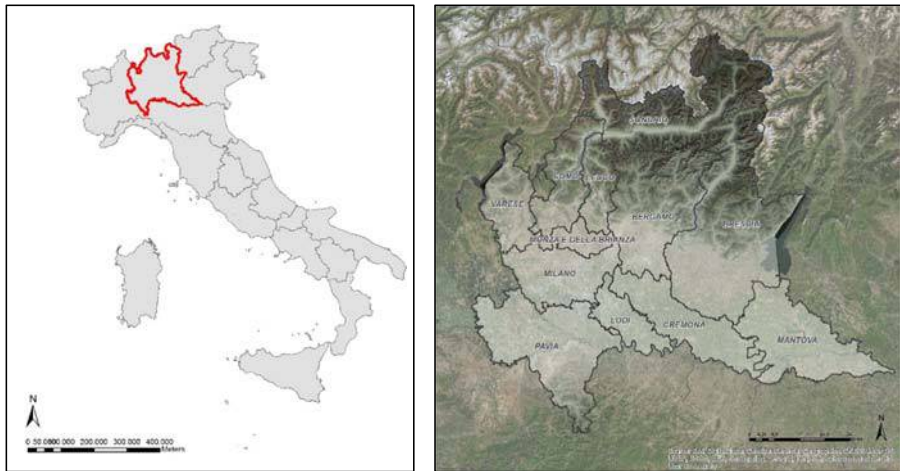 N
0 50.000 100.000 200.000 300.000 400.000
Meters
SONDRIO
COMO
LECCO
VARESE
BERGAMO
BRESCIA
MONZA E DELLA BRIANZA
MILANO
LODI
CREMONA
PAVIA
MANTOVA
N